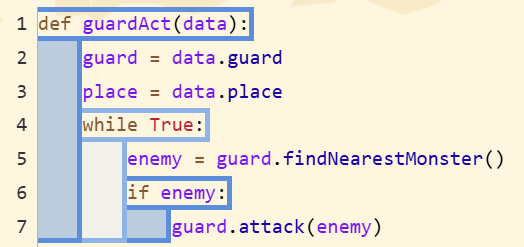 1 def guardAct(data):
2     guard = data.guard
3     place = data.place
4     while True:
5         enemy = guard.findNearestMonster()
6         if enemy:
7             guard.attack(enemy)